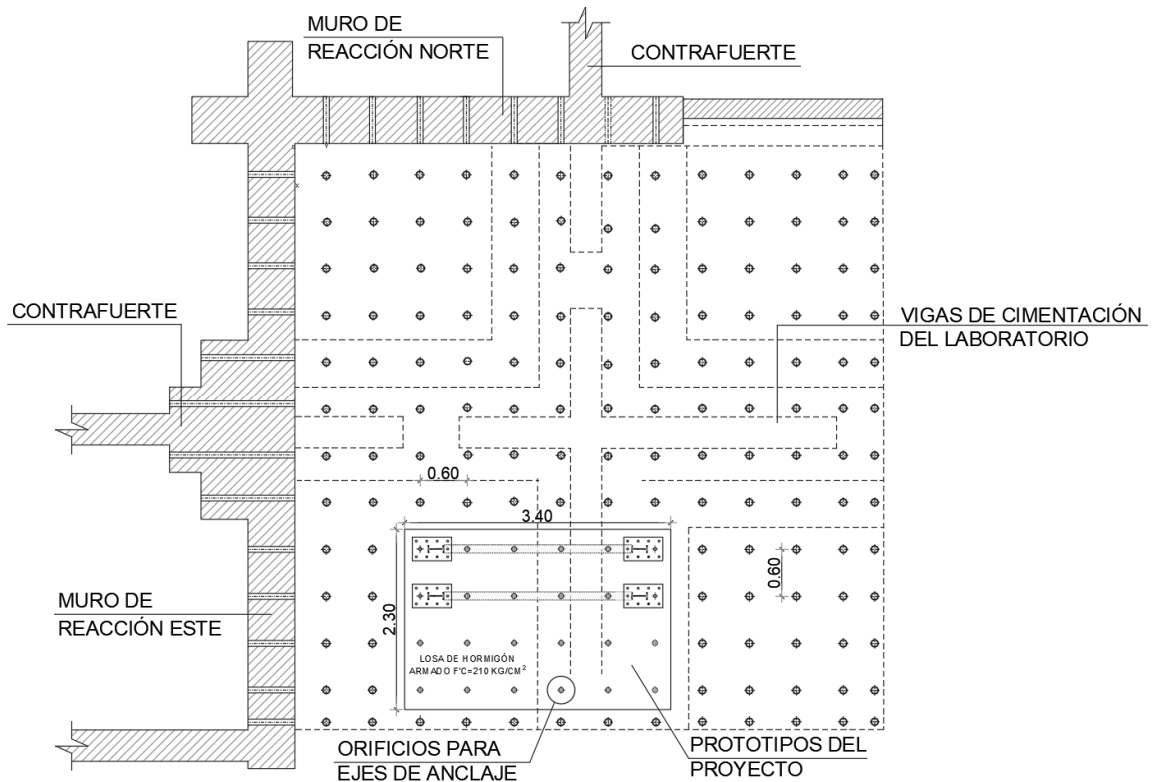 MURO DE
REACCIÓN NORTE
CONTRAFUERTE
CONTRAFUERTE
VIGAS DE CIMENTACIÓN
DEL LABORATORIO
0.60
3.40
0.60
2.30
MURO DE
REACCIÓN ESTE
LOSA DE HORMIGÓN
ARMADO F'C=210 KG/CM²
ORIFICIOS PARA
EJES DE ANCLAJE
PROTOTIPOS DEL
PROYECTO